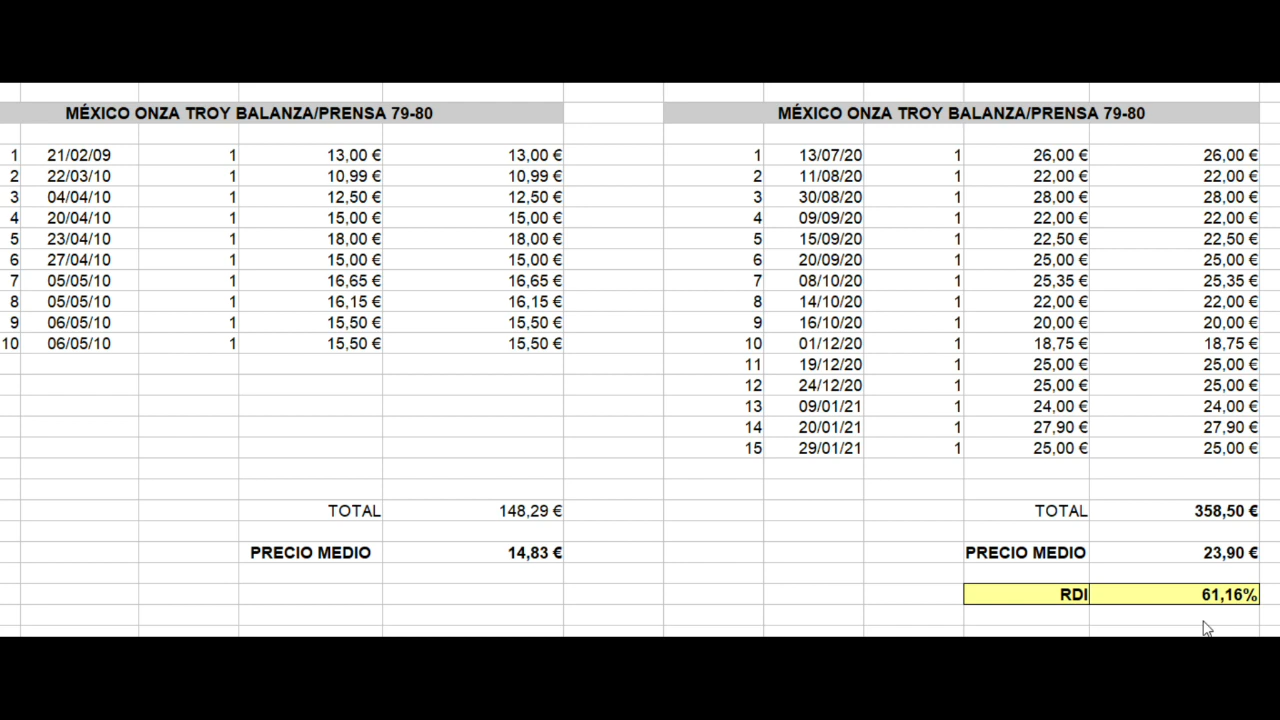 MÉXICO ONZA TROY BALANZA/PRENSA 79-80
1 21/02/09 1 13,00 € 13,00 €
2 22/03/10 1 10,99 € 10,99 €
3 04/04/10 1 12,50 € 12,50 €
4 20/04/10 1 15,00 € 15,00 €
5 23/04/10 1 18,00 € 18,00 €
6 27/04/10 1 15,00 € 15,00 €
7 05/05/10 1 16,65 € 16,65 €
8 05/05/10 1 16,15 € 16,15 €
9 06/05/10 1 15,50 € 15,50 €
10 06/05/10 1 15,50 € 15,50 €
TOTAL 148,29 €
PRECIO MEDIO 14,83 €
MÉXICO ONZA TROY BALANZA/PRENSA 79-80
1 13/07/20 1 26,00 € 26,00 €
2 11/08/20 1 22,00 € 22,00 €
3 30/08/20 1 28,00 € 28,00 €
4 09/09/20 1 22,00 € 22,00 €
5 15/09/20 1 22,50 € 22,50 €
6 20/09/20 1 25,00 € 25,00 €
7 08/10/20 1 25,35 € 25,35 €
8 14/10/20 1 22,00 € 22,00 €
9 16/10/20 1 20,00 € 20,00 €
10 01/12/20 1 18,75 € 18,75 €
11 19/12/20 1 25,00 € 25,00 €
12 24/12/20 1 25,00 € 25,00 €
13 09/01/21 1 24,00 € 24,00 €
14 20/01/21 1 27,90 € 27,90 €
15 29/01/21 1 25,00 € 25,00 €
TOTAL 358,50 €
PRECIO MEDIO 23,90 €
RDI 61,16%